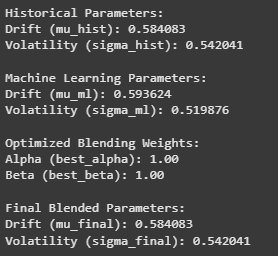 Historical Parameters:
Drift (mu_hist): 0.584083
Volatility (sigma_hist): 0.542041
Machine Learning Parameters:
Drift (mu_ml): 0.593624
Volatility (sigma_ml): 0.519876
Optimized Blending Weights:
Alpha (best_alpha): 1.00
Beta (best_beta): 1.00
Final Blended Parameters:
Drift (mu_final): 0.584083
Volatility (sigma_final): 0.542041